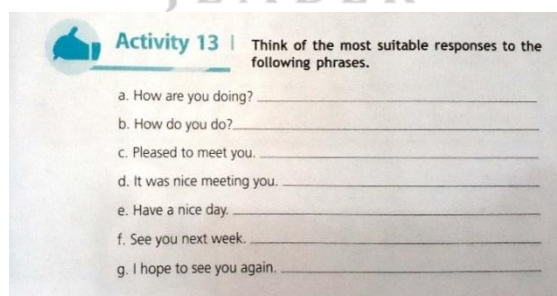 Activity 13 | Think of the most suitable responses to the
following phrases.
a. How are you doing?
b. How do you do?
c. Pleased to meet you.
d. It was nice meeting you.
e. Have a nice day.
f. See you next week.
g. I hope to see you again.